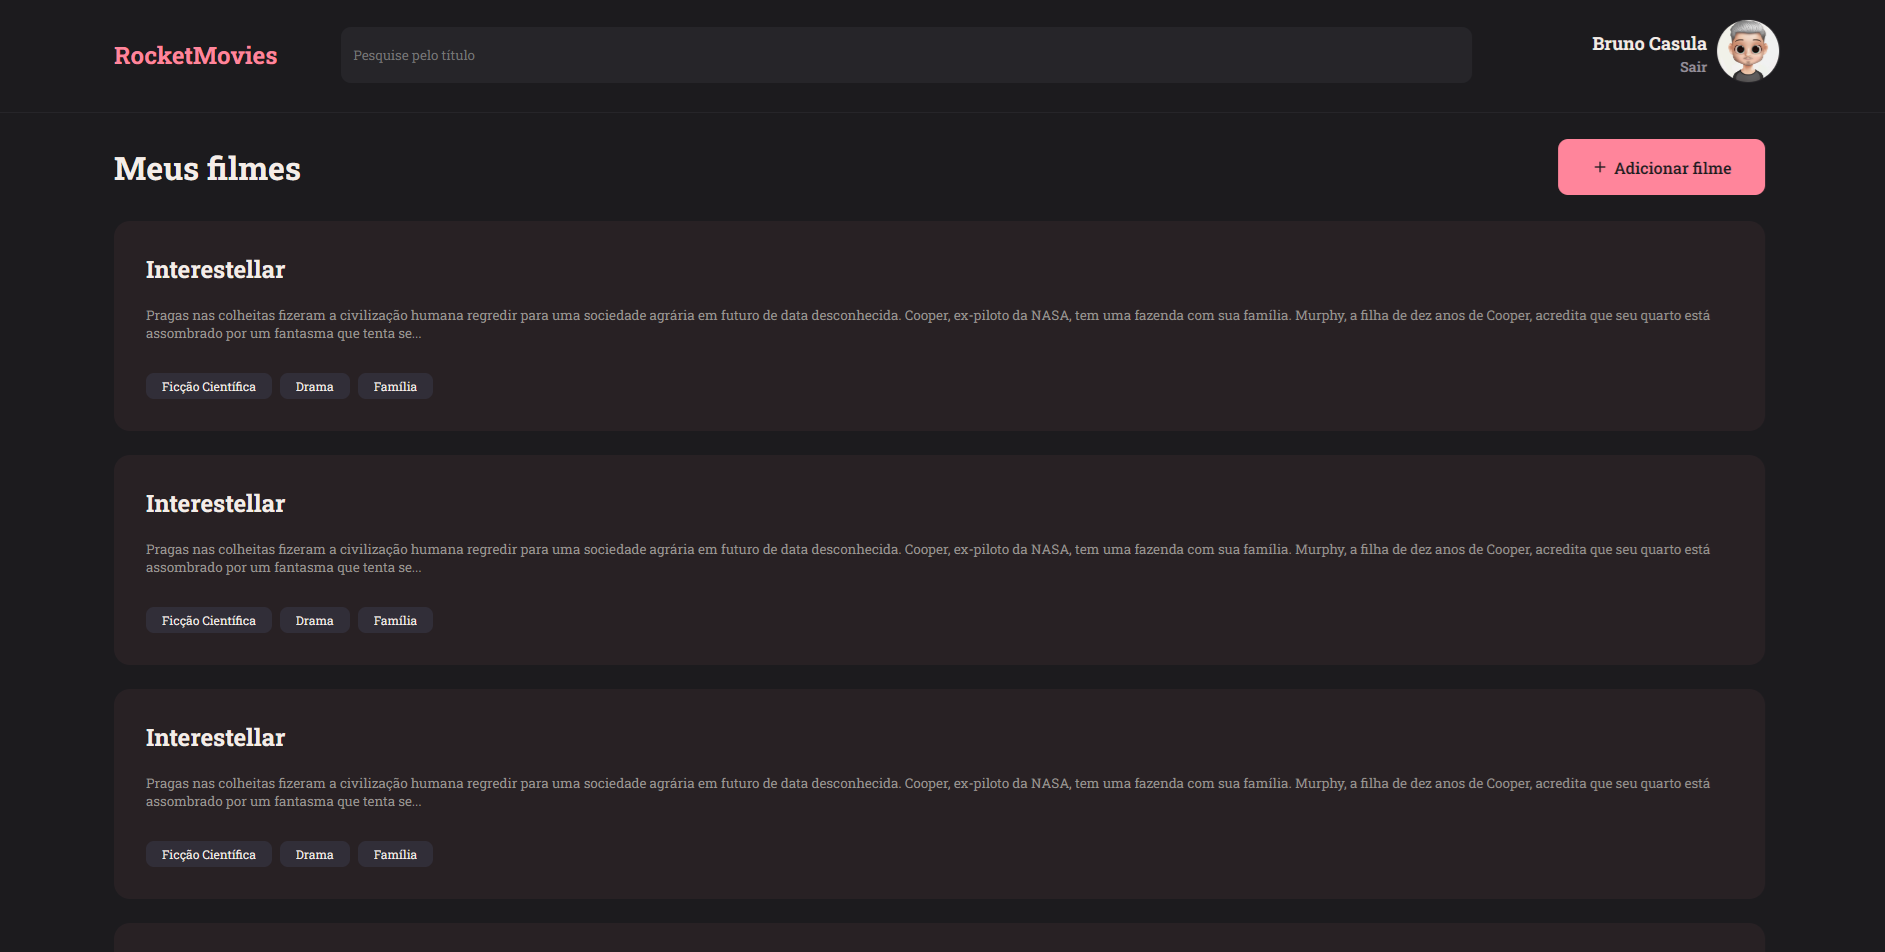 RocketMovies
Pesquise pelo título
Bruno Casula
Sair
Meus filmes
+ Adicionar filme
Interestellar
Pragas nas colheitas fizeram a civilização humana regredir para uma sociedade agrária em futuro de data desconhecida. Cooper, ex-piloto da NASA, tem uma fazenda com sua família. Murphy, a filha de dez anos de Cooper, acredita que seu quarto está
assombrado por um fantasma que tenta se...
Ficção Científica Drama Família
Interestellar
Pragas nas colheitas fizeram a civilização humana regredir para uma sociedade agrária em futuro de data desconhecida. Cooper, ex-piloto da NASA, tem uma fazenda com sua família. Murphy, a filha de dez anos de Cooper, acredita que seu quarto está
assombrado por um fantasma que tenta se...
Ficção Científica Drama Família
Interestellar
Pragas nas colheitas fizeram a civilização humana regredir para uma sociedade agrária em futuro de data desconhecida. Cooper, ex-piloto da NASA, tem uma fazenda com sua família. Murphy, a filha de dez anos de Cooper, acredita que seu quarto está
assombrado por um fantasma que tenta se...
Ficção Científica Drama Família